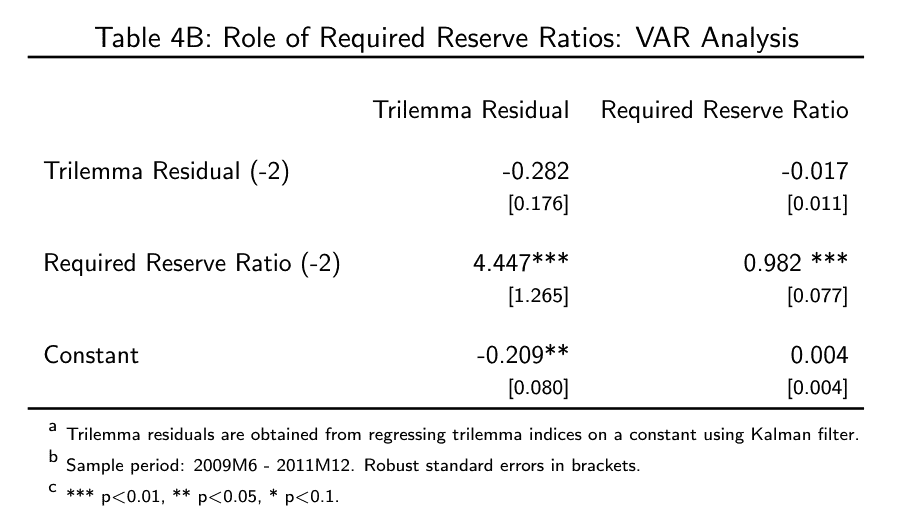 Table 4B: Role of Required Reserve Ratios: VAR Analysis
Trilemma Residual Required Reserve Ratio
Trilemma Residual (-2) -0.282 -0.017
[0.176] [0.011]
Required Reserve Ratio (-2) 4.447*** 0.982 ***
[1.265] [0.077]
Constant -0.209** 0.004
[0.080] [0.004]
a Trilemma residuals are obtained from regressing trilemma indices on a constant using Kalman filter.
b Sample period: 2009M6 - 2011M12. Robust standard errors in brackets.
c *** p<0.01, ** p<0.05, * p<0.1.